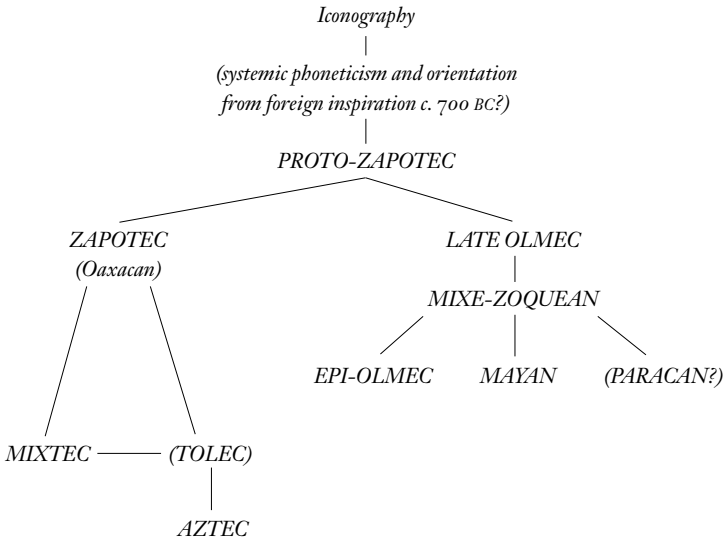 Iconography
(systemic phoneticism and orientation
from foreign inspiration c. 700 BC?)
PROTO-ZAPOTEC
ZAPOTEC
(Oaxacan)
LATE OLMEC
MIXE-ZOQUEAN
EPI-OLMEC
MAYAN
(PARACAN?)
MIXTEC
(TOLEC)
AZTEC